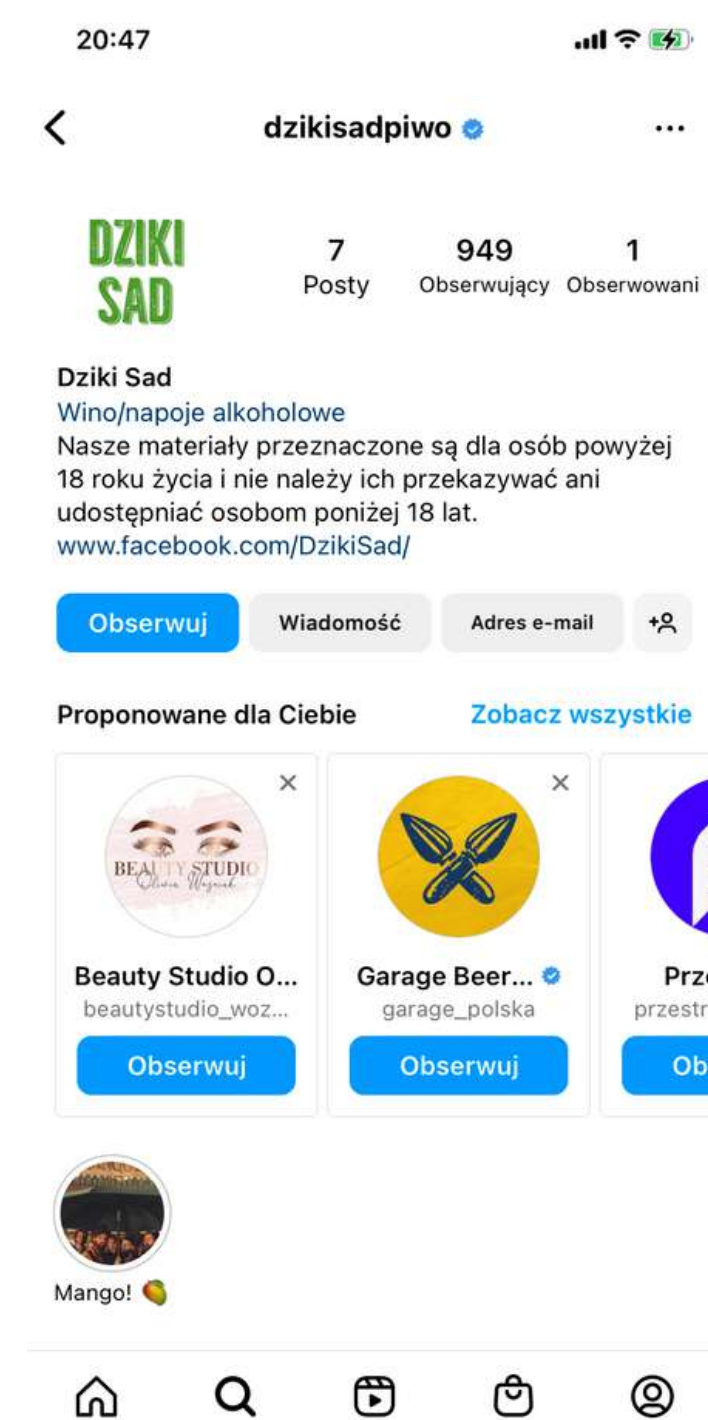 20:47
dzikisadpiwo
DZIKI
SAD
7
Posty
949
Obserwujący
1
Obserwowani
Dziki Sad
Wino/napoje alkoholowe
Nasze materiały przeznaczone są dla osób powyżej
18 roku życia i nie należy ich przekazywać ani
udostępniać osobom poniżej 18 lat.
www.facebook.com/DzikiSad/
Obserwuj
Wiadomość
Adres e-mail
Proponowane dla Ciebie
Zobacz wszystkie
BEAUTY STUDIO
Beauty Studio O...
beautystudio_woz...
Obserwuj
Garage Beer...
garage_polska
Obserwuj
Prz
przestr
Ob
Mango! 🥭